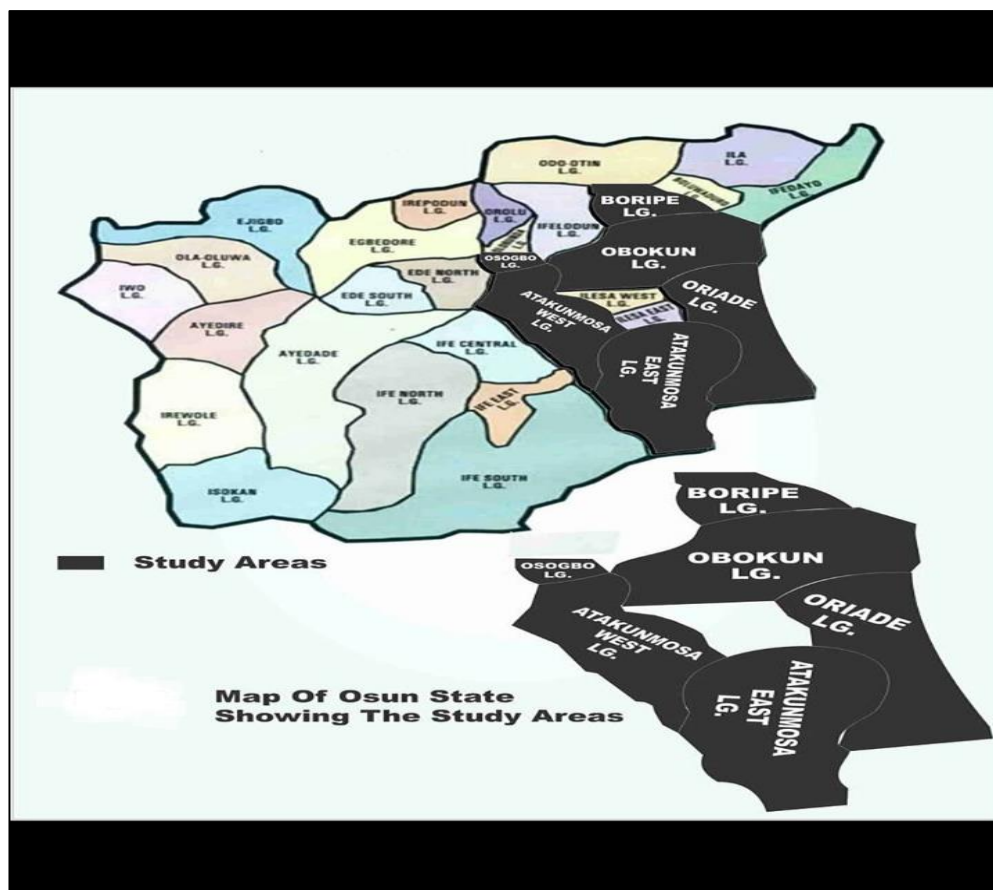 ODO-OTIN
L.G.
ILA
L.G.
BOLUWADURO
L.G.
IFEDAYO
L.G.
IREPODUN
L.G.
OROLU
L.G.
IFELODUN
L.G.
BORIPE
LG.
EJIGBO
L.G.
EGBEDORE
L.G.
L.G.
OSOGBO
LG.
OBOKUN
LG.
OLA-OLUWA
L.G.
EDE NORTH
L.G.
EDE SOUTH
L.G.
IWO
L.G.
ORIADE
LG.
ILESA WEST
L.G.
ILESA EAST
L.G.
ATAKUNMOSA
WEST
LG.
AYEDIRE
L.G.
AYEDADE
L.G.
IFE CENTRAL
L.G.
ATAKUNMOSA
EAST
LG.
IFE NORTH
L.G.
IFE EAST
L.G.
IREWOLE
L.G.
ISOKAN
L.G.
IFE SOUTH
L.G.
Study Areas
BORIPE
LG.
OBOKUN
LG.
OSOGBO
LG.
ORIADE
LG.
ATAKUNMOSA
WEST
LG.
ATAKUNMOSA
EAST
LG.
Map Of Osun State
Showing The Study Areas